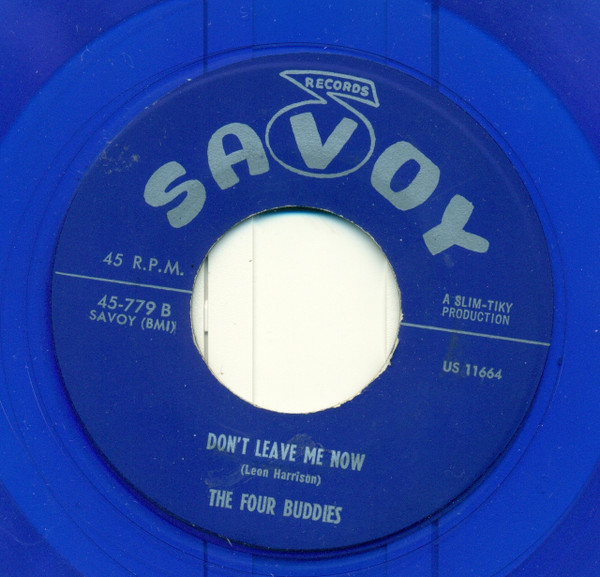 RECORDS
SAVOY
45 R.P.M.
45-779 B
SAVOY (BMI)
A SLIM-TIKY
PRODUCTION
US 11664
DON'T LEAVE ME NOW
(Leon Harrison)
THE FOUR BUDDIES